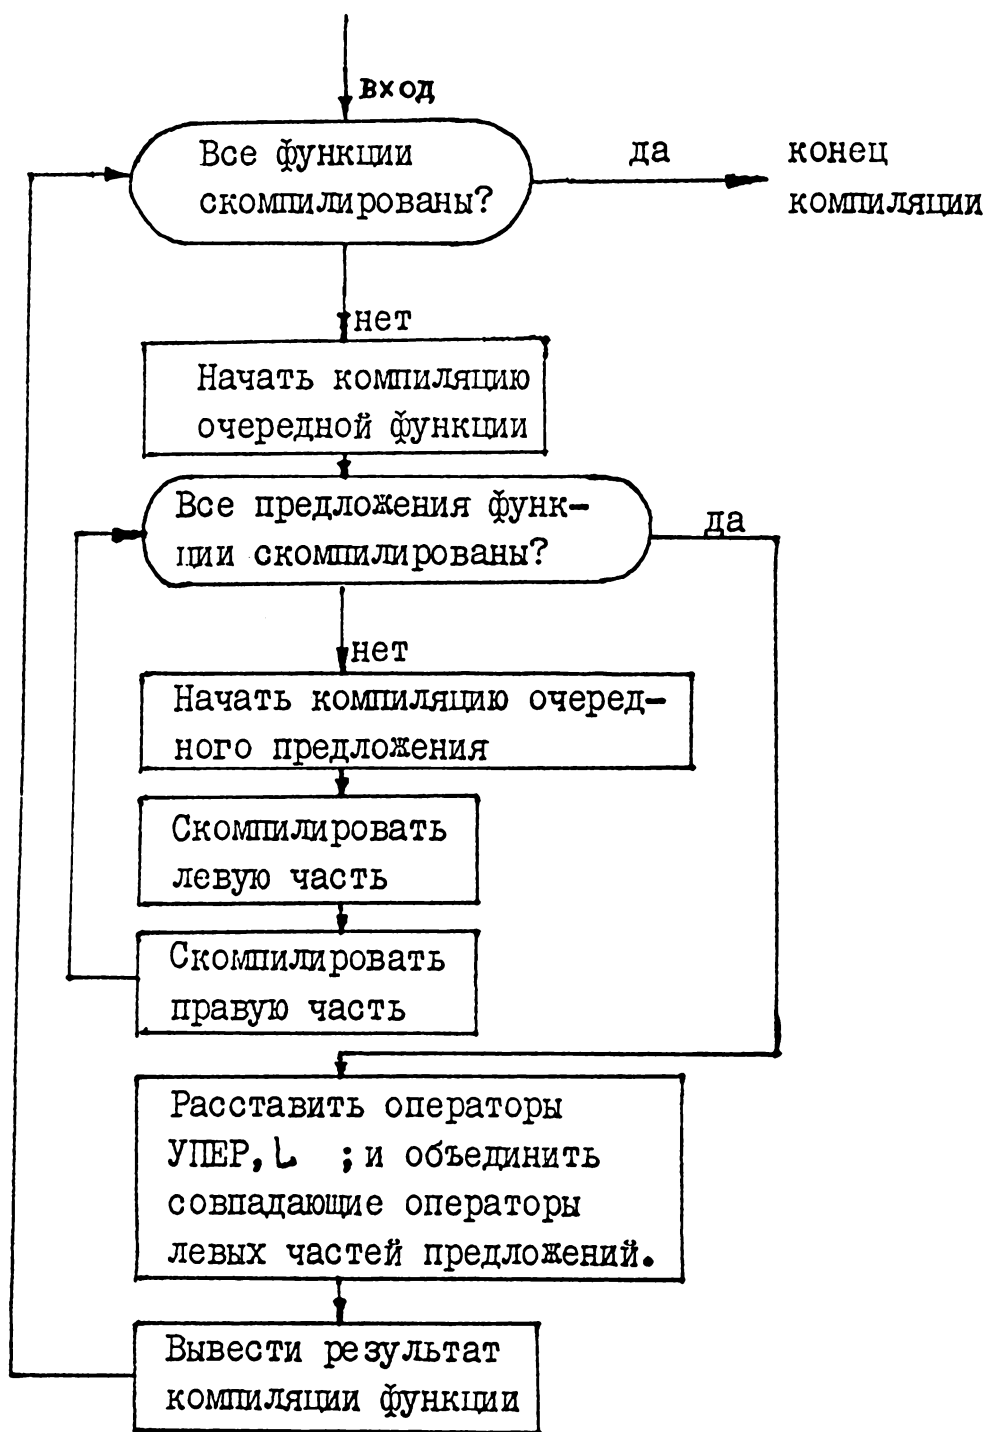 вход
Все функции
скомпилированы?
да
конец
компиляции
нет
Начать компиляцию
очередной функции
Все предложения функ-
ции скомпилированы?
да
нет
Начать компиляцию очеред-
ного предложения
Скомпилировать
левую часть
Скомпилировать
правую часть
Расставить операторы
УПЕР, L ; и объединить
совпадающие операторы
левых частей предложений.
Вывести результат
компиляции функции